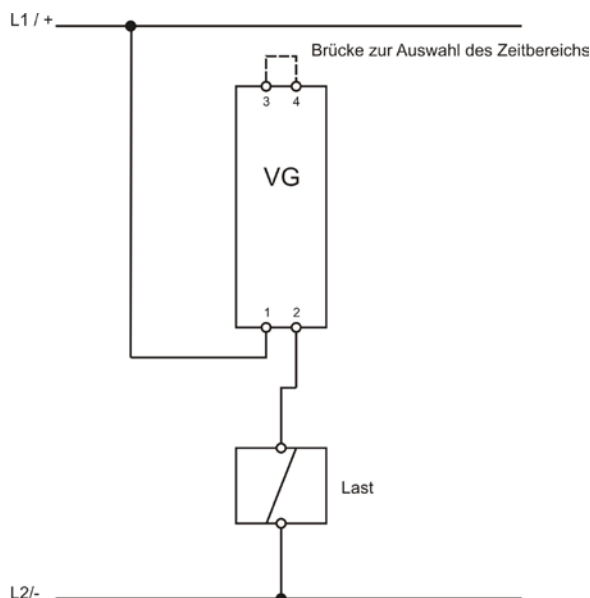 L1 / +
Brücke zur Auswahl des Zeitbereichs
3 4
VG
1 2
Last
L2/-